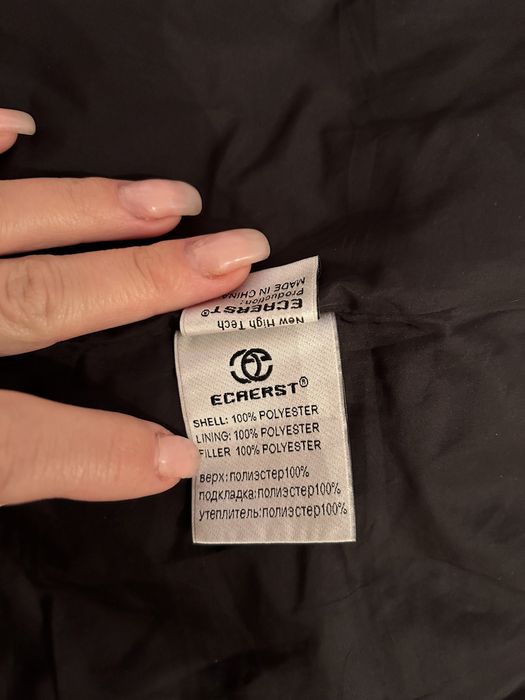 MADE IN CHINA
Production:
ECAERST®
New High Tech
ECAERST®
SHELL: 100% POLYESTER
LINING: 100% POLYESTER
FILLER 100% POLYESTER
верх:полиэстер100%
подкладка:полиэстер100%
утеплитель:полиэстер100%